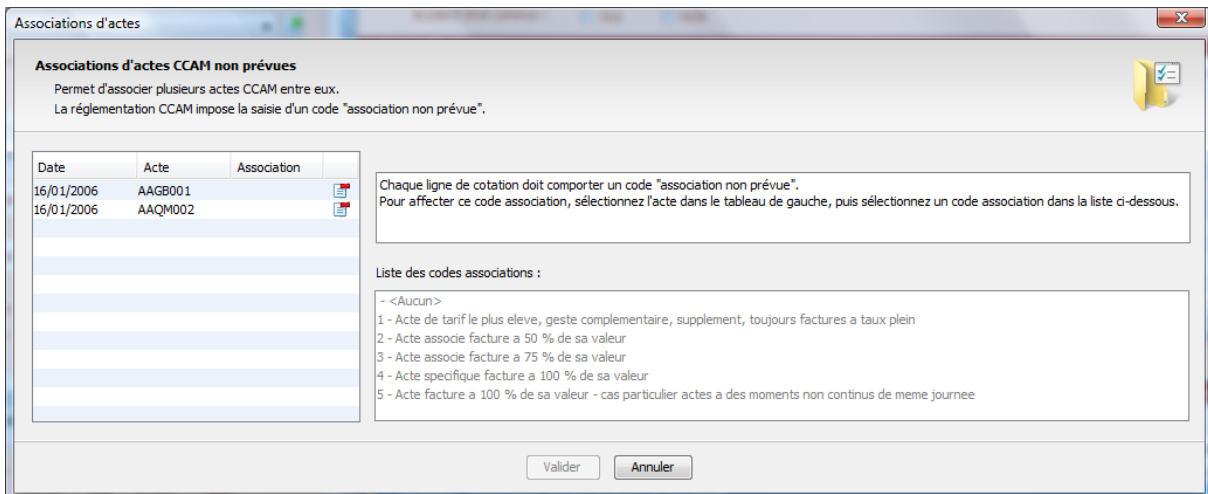 Associations d'actes
Associations d'actes CCAM non prévues
Permet d'associer plusieurs actes CCAM entre eux.
La réglementation CCAM impose la saisie d'un code "association non prévue".
Date Acte Association
16/01/2006 AAGB001
16/01/2006 AAQM002
Chaque ligne de cotation doit comporter un code "association non prévue".
Pour affecter ce code association, sélectionnez l'acte dans le tableau de gauche, puis sélectionnez un code association dans la liste ci-dessous.
Liste des codes associations :
- <Aucun>
1 - Acte de tarif le plus eleve, geste complementaire, supplement, toujours factures a taux plein
2 - Acte associe facture a 50 % de sa valeur
3 - Acte associe facture a 75 % de sa valeur
4 - Acte specifique facture a 100 % de sa valeur
5 - Acte facture a 100 % de sa valeur - cas particulier actes a des moments non continus de meme journee
Valider Annuler